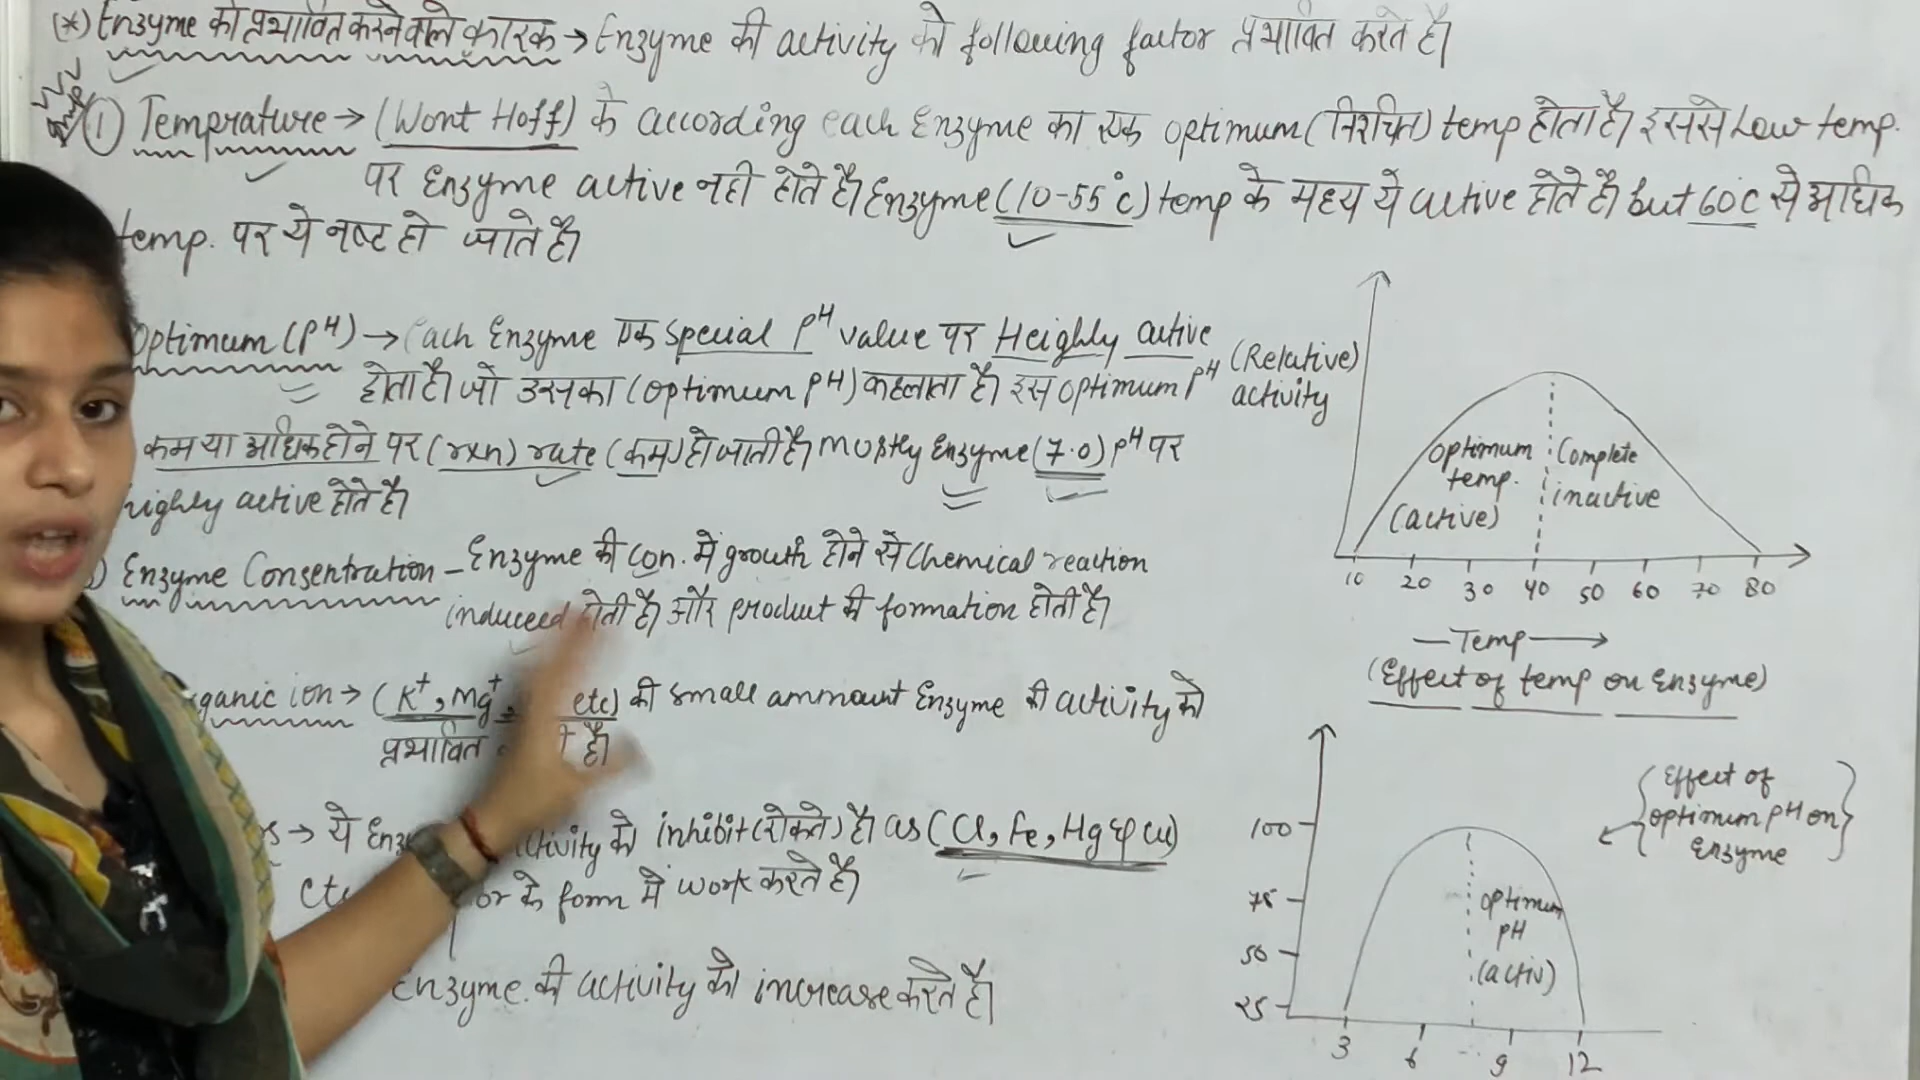 (*) Enzyme को प्रभावित करने वाले कारक → Enzyme की activity को following factor प्रभावित करते है।
① Temprature → (Wont Hoff) के according each Enzyme का एक optimum (निश्चित) temp होता है। इससे Low temp.
पर Enzyme active नही होते है। Enzyme (10-55°C) temp के मध्य ये active होते है। but 60°C से अधिक
temp. पर ये नष्ट हो जाते है।
Optimum (PH) → Each Enzyme एक special PH value पर Heighly active
होता है। जो उसका (optimum PH) कहलाता है। इस optimum PH
कम या अधिक होने पर (rxn) rate (कम) हो जाती है। mostly Enzyme (7.0) PH पर
highly active होते है।
Enzyme Consentration - Enzyme की con. मे growth होने से Chemical reaction
induceed होती है। और product की formation होती है।
ganic ion → (K+, Mg+ etc) की small ammount Enzyme की activity को
प्रभावित है।
s → ये Enz ctivity को inhibit (रोकते) है। as (Cl, Fe, Hg & Cu)
etc or के form मे work करते है।
Enzyme की activity को increase करते है।
(Relative)
activity
optimum
temp.
(active)
Complete
inactive
10 20 30 40 50 60 70 80
— Temp →
(Effect of temp on Enzyme)
{Effect of
optimum PH on
Enzyme}
100
75
50
25
optimum
PH
(activ)
3 6 9 12